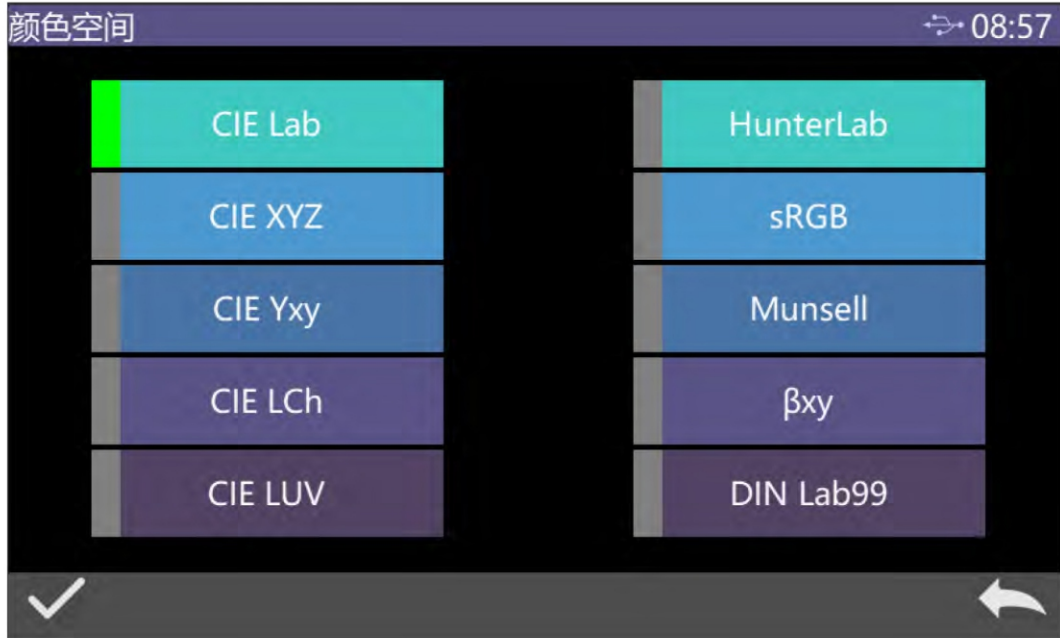 颜色空间 08:57
CIE Lab HunterLab
CIE XYZ sRGB
CIE Yxy Munsell
CIE LCh βxy
CIE LUV DIN Lab99